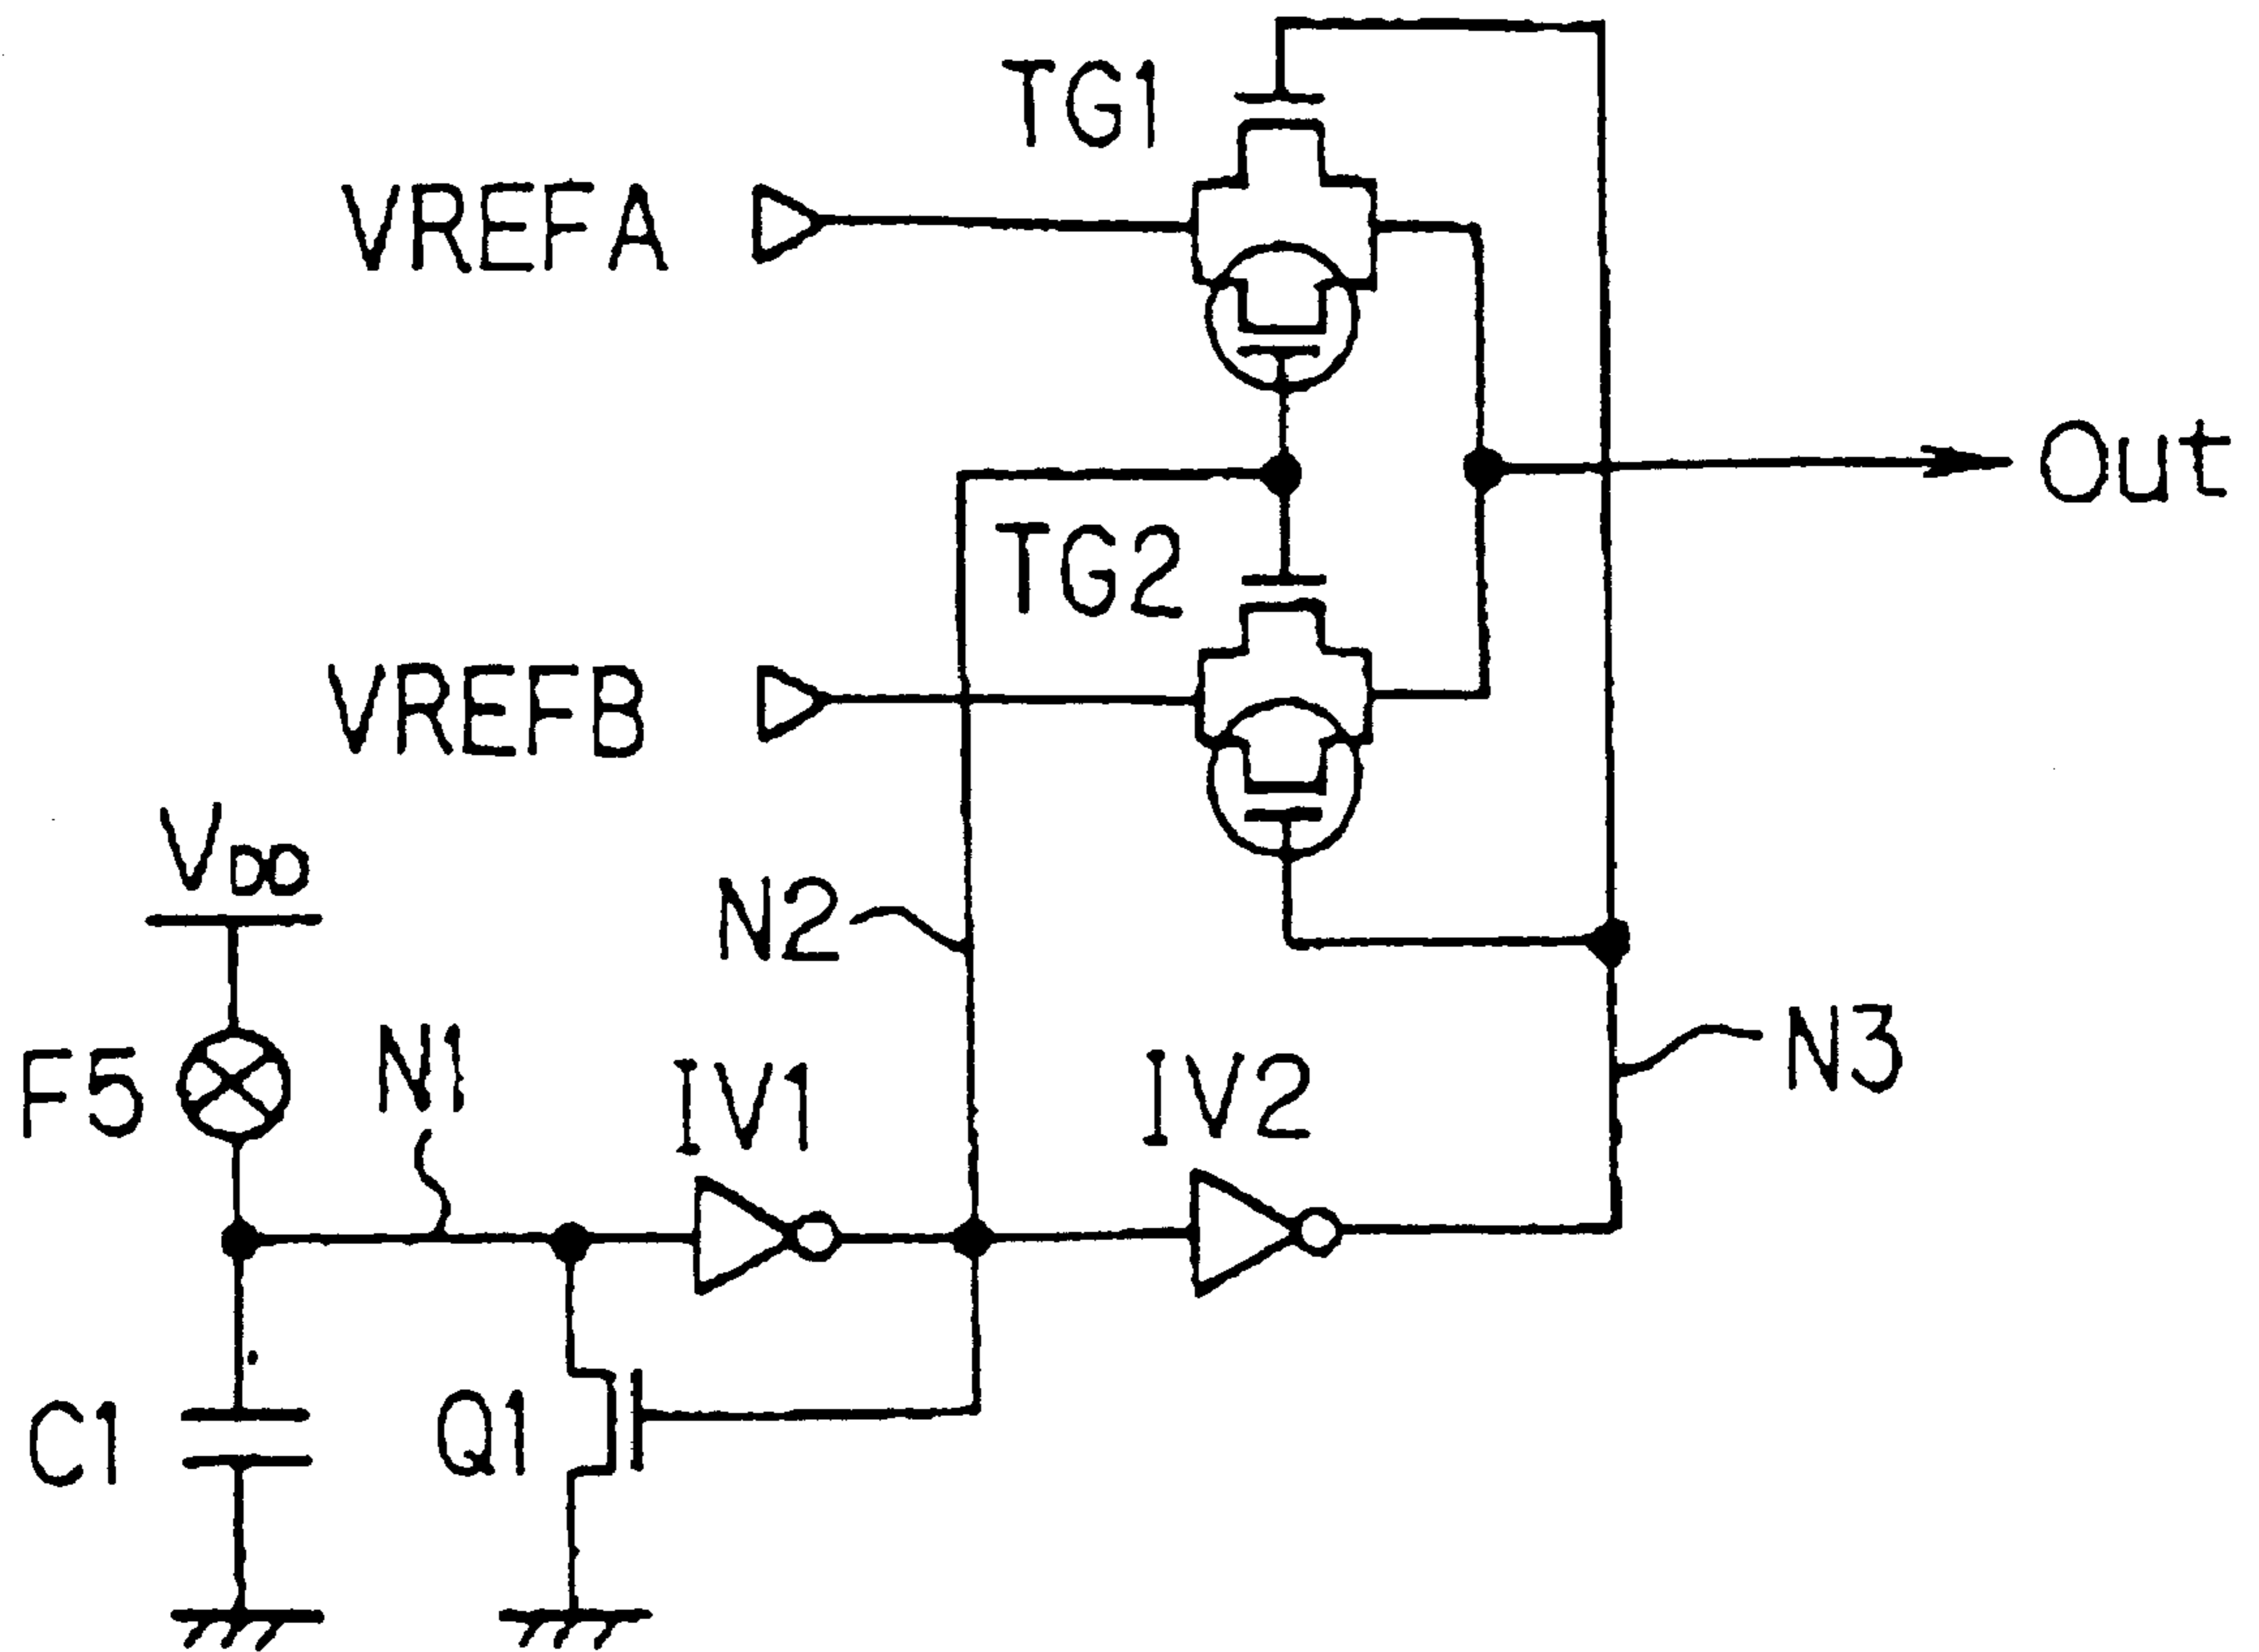 TG1
VREFA
Out
TG2
VREFB
VDD
N2
F5
N1
IV1
IV2
N3
C1
Q1